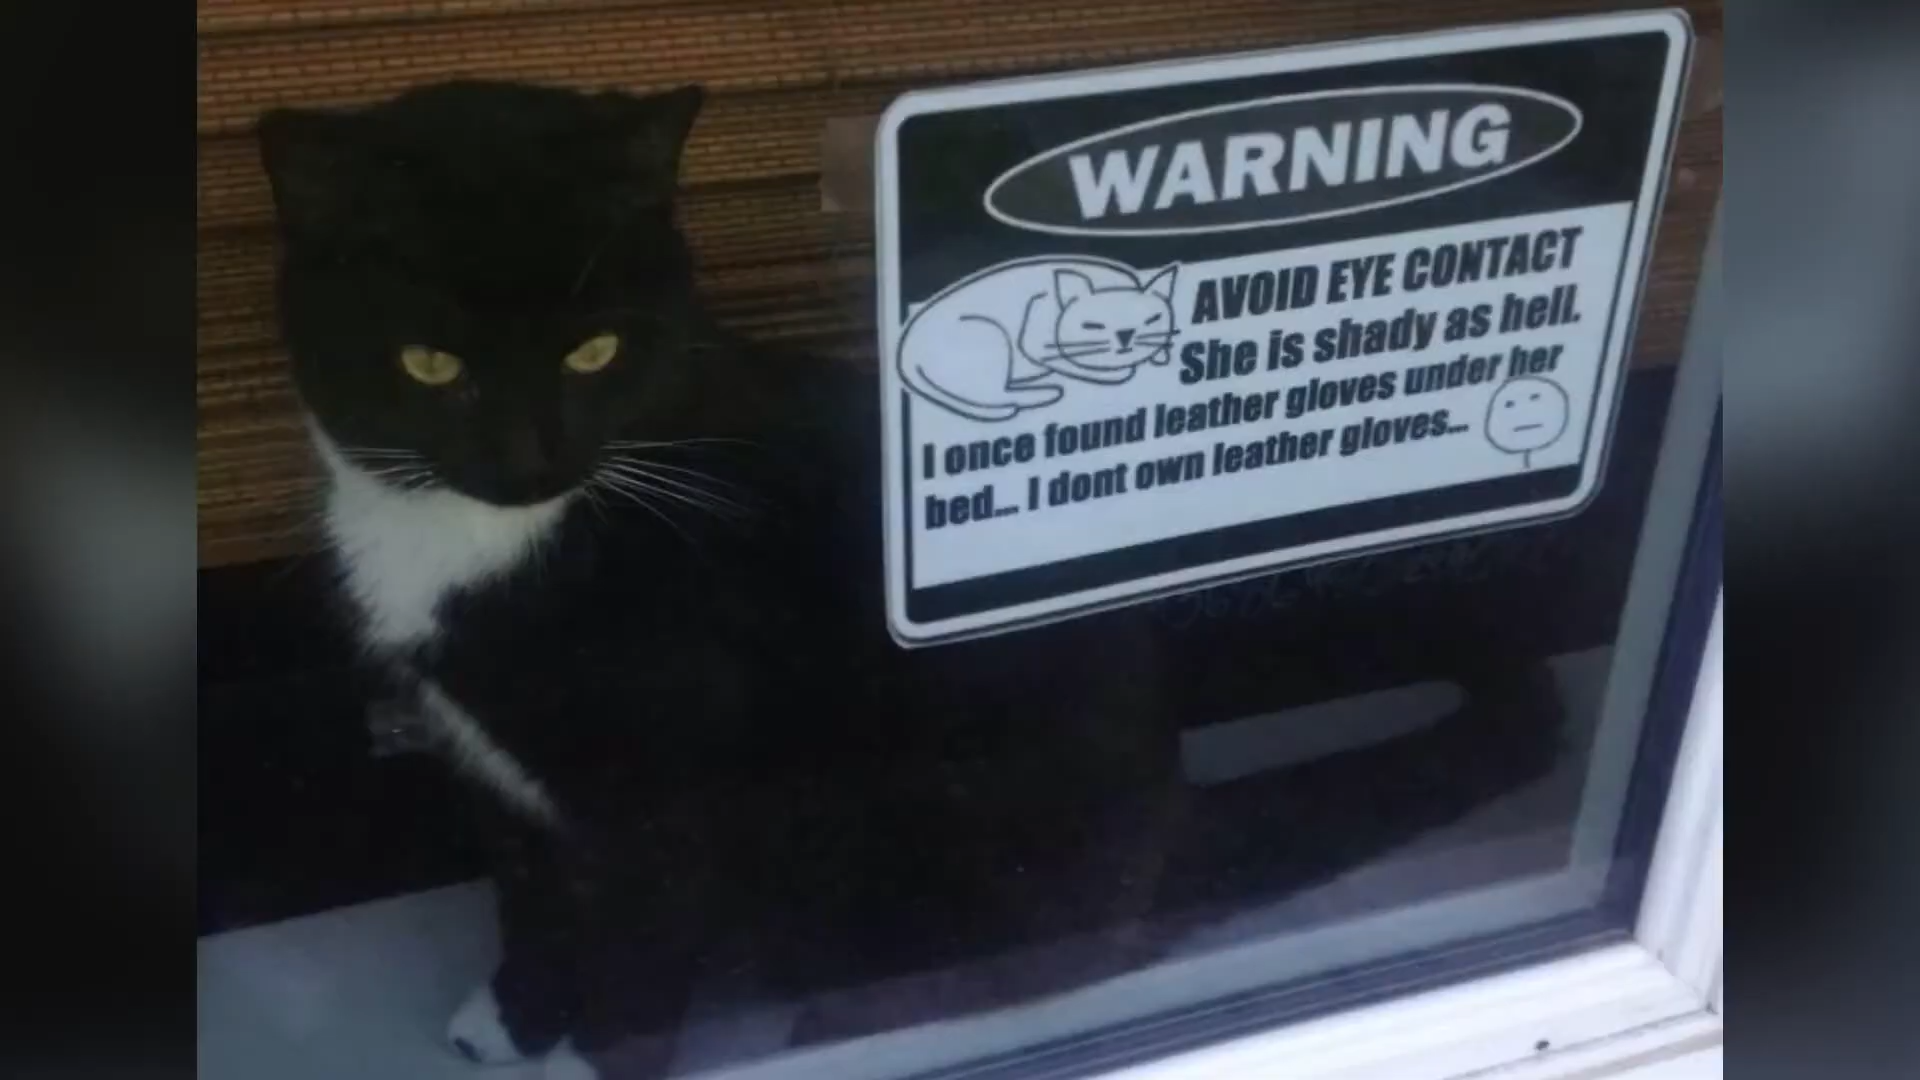 WARNING
AVOID EYE CONTACT
She is shady as hell.
I once found leather gloves under her
bed... I dont own leather gloves...